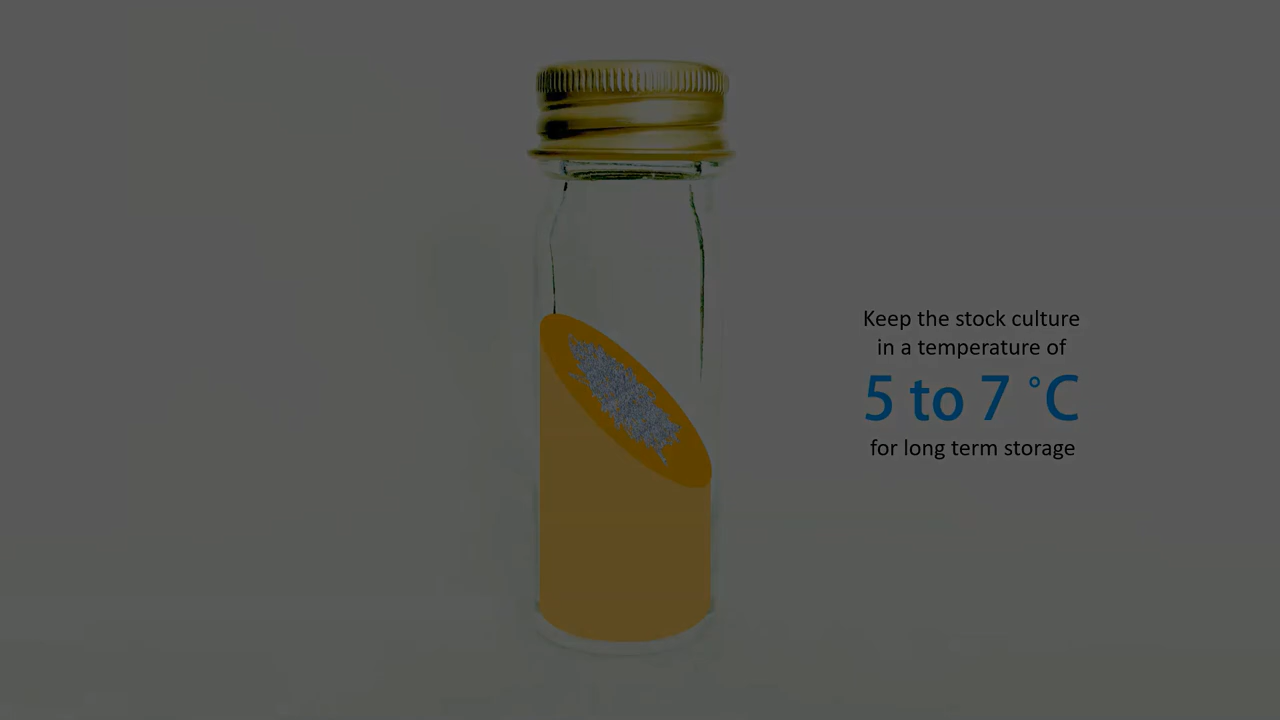 Keep the stock culture
in a temperature of
5 to 7 °C
for long term storage